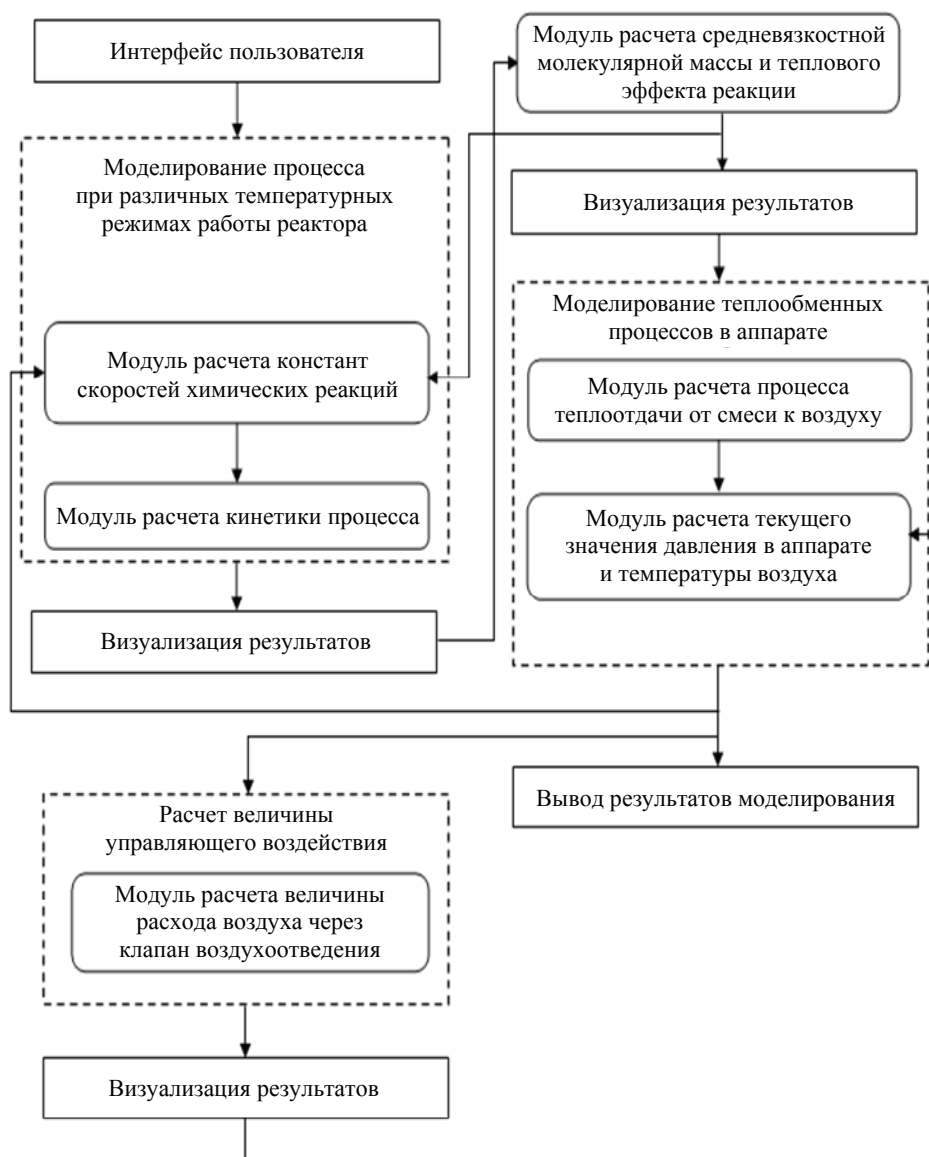 Интерфейс пользователя
Моделирование процесса
при различных температурных
режимах работы реактора
Модуль расчета констант
скоростей химических реакций
Модуль расчета кинетики процесса
Визуализация результатов
Модуль расчета средневязкостной
молекулярной массы и теплового
эффекта реакции
Визуализация результатов
Моделирование теплообменных
процессов в аппарате
Модуль расчета процесса
теплоотдачи от смеси к воздуху
Модуль расчета текущего
значения давления в аппарате
и температуры воздуха
Вывод результатов моделирования
Расчет величины
управляющего воздействия
Модуль расчета величины
расхода воздуха через
клапан воздухоотведения
Визуализация результатов